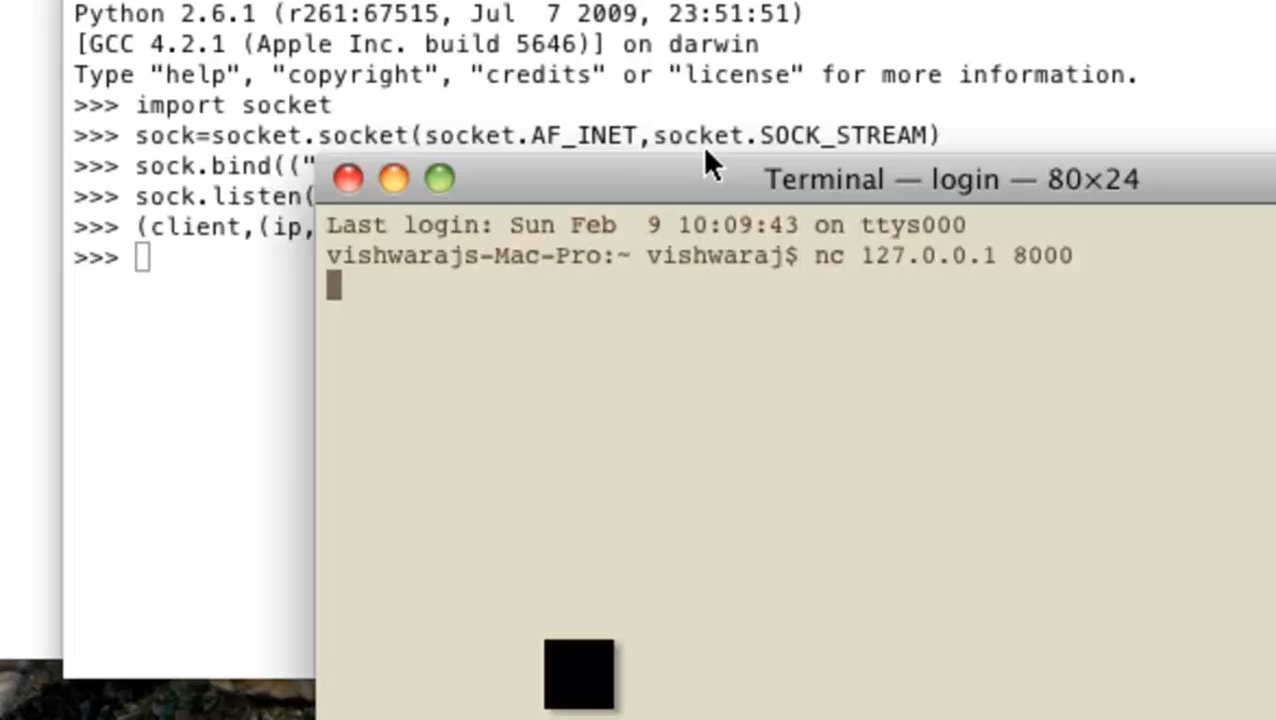 Python 2.6.1 (r261:67515, Jul  7 2009, 23:51:51)
[GCC 4.2.1 (Apple Inc. build 5646)] on darwin
Type "help", "copyright", "credits" or "license" for more information.
>>> import socket
>>> sock=socket.socket(socket.AF_INET,socket.SOCK_STREAM)
>>> sock.bind(("
>>> sock.listen(
>>> (client,(ip,
>>>
Terminal — login — 80×24
Last login: Sun Feb  9 10:09:43 on ttys000
vishwarajs-Mac-Pro:~ vishwaraj$ nc 127.0.0.1 8000